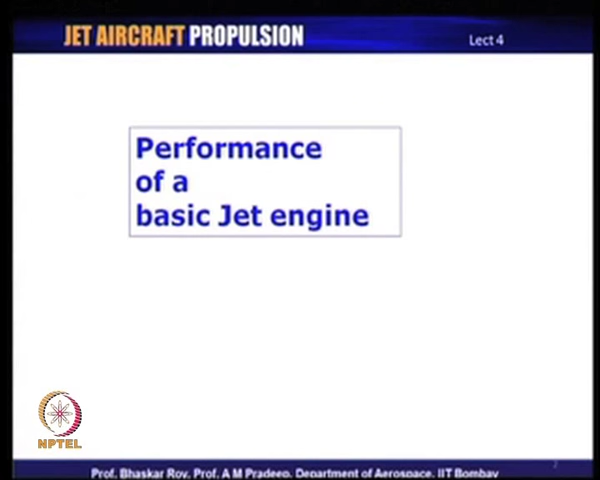 JET AIRCRAFT PROPULSION
Lect 4
Performance
of a
basic Jet engine
NPTEL
Prof. Bhaskar Roy, Prof. A M Pradeep, Department of Aerospace, IIT Bombay
2